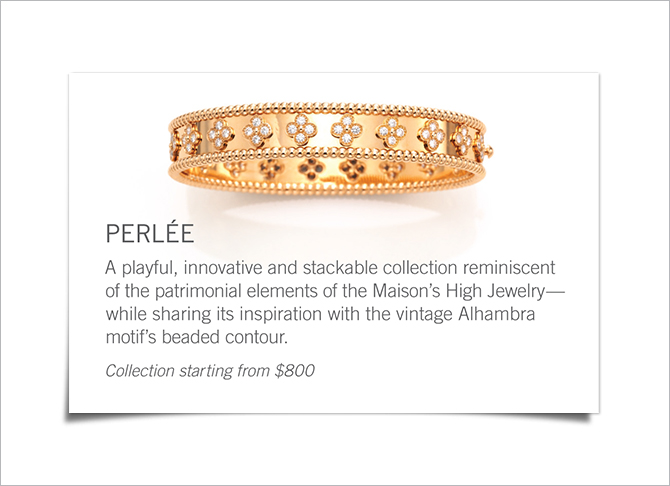 PERLÉE
A playful, innovative and stackable collection reminiscent
of the patrimonial elements of the Maison’s High Jewelry—
while sharing its inspiration with the vintage Alhambra
motif’s beaded contour.
Collection starting from $800